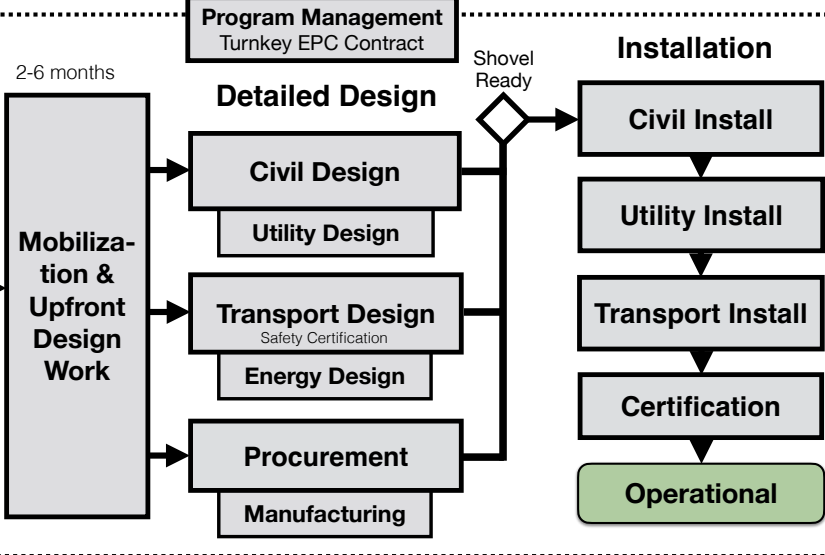 Program Management
Turnkey EPC Contract
2-6 months
Mobiliza-
tion &
Upfront
Design
Work
Detailed Design
Civil Design
Utility Design
Transport Design
Safety Certification
Energy Design
Procurement
Manufacturing
Shovel
Ready
Installation
Civil Install
Utility Install
Transport Install
Certification
Operational